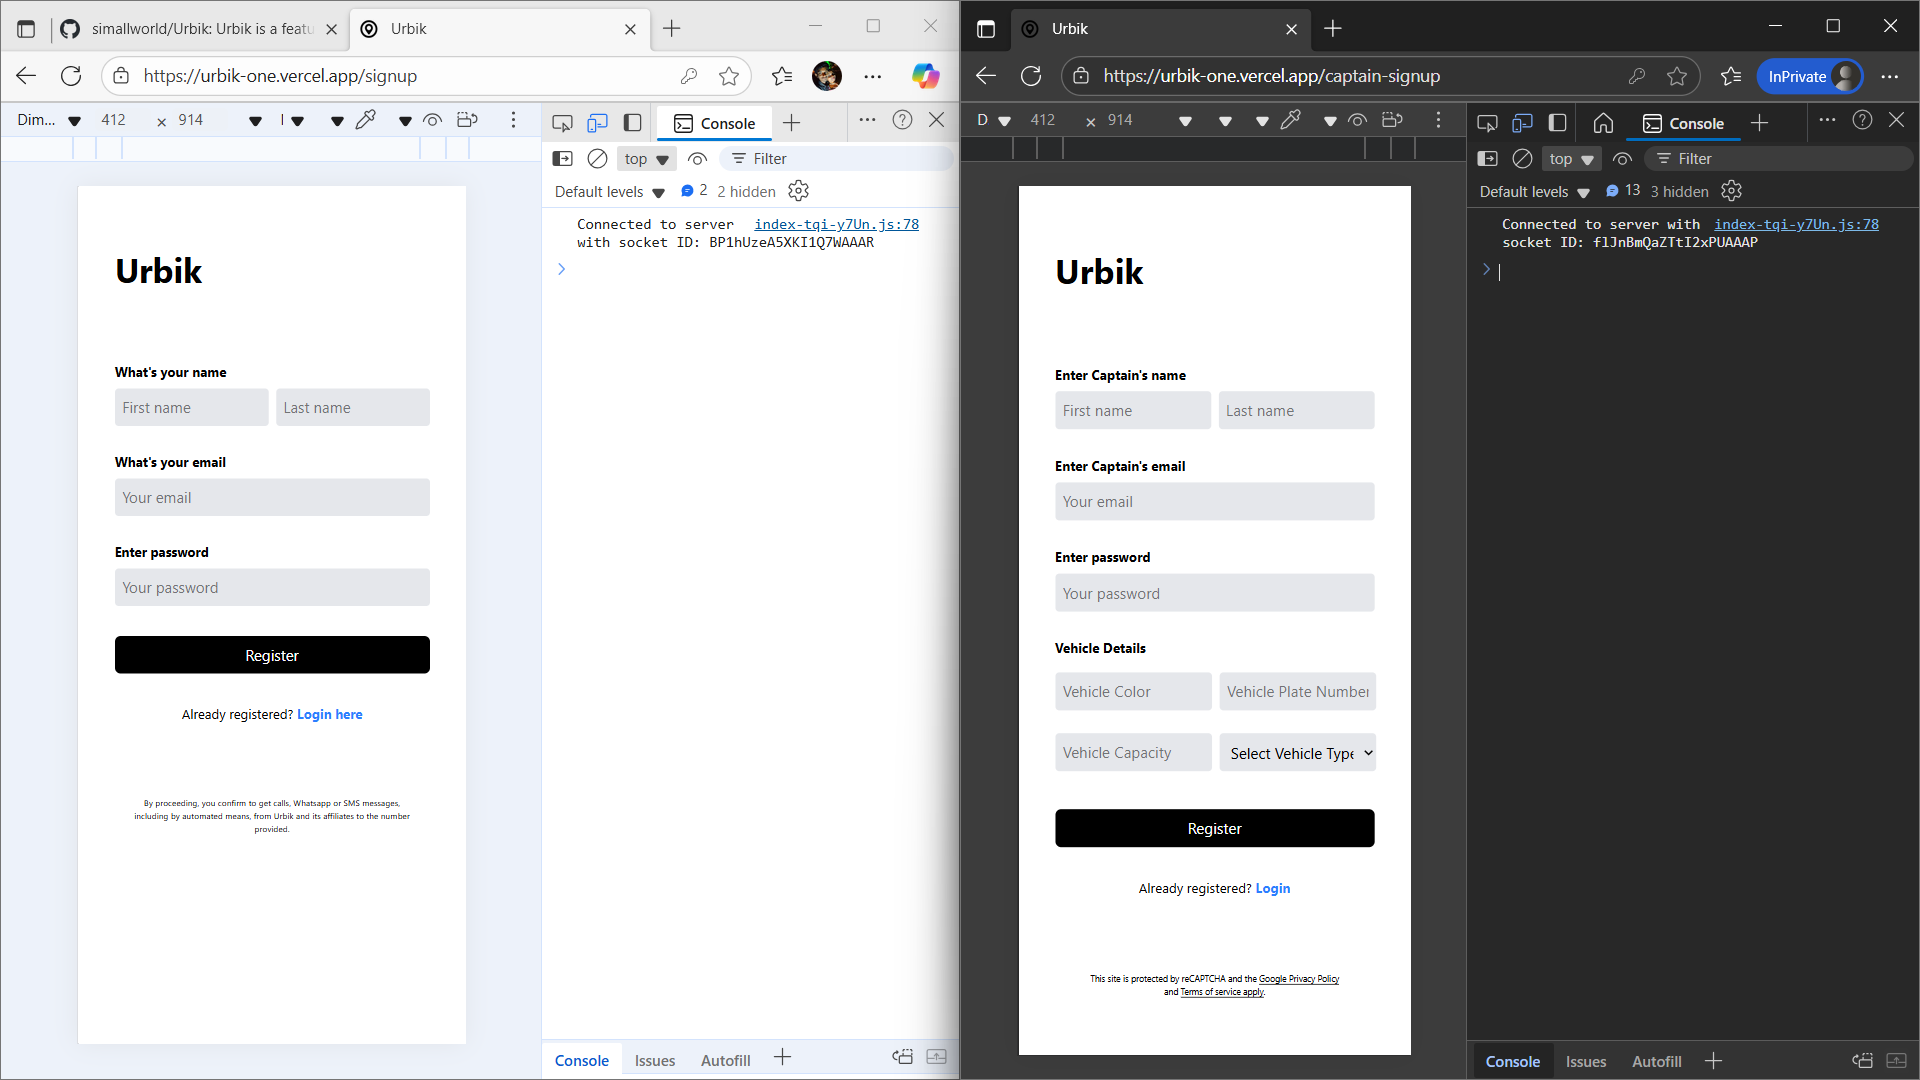 simallworld/Urbik: Urbik is a featu
Urbik
https://urbik-one.vercel.app/signup
Dim...
412
×
914
Console
top
Filter
Default levels
2
2 hidden
Connected to server
index-tqi-y7Un.js:78
with socket ID: BP1hUzeA5XKI1Q7WAAAR
Urbik
What's your name
First name
Last name
What's your email
Your email
Enter password
Your password
Register
Already registered? Login here
By proceeding, you confirm to get calls, Whatsapp or SMS messages,
including by automated means, from Urbik and its affiliates to the number
provided.
Console
Issues
Autofill
Urbik
https://urbik-one.vercel.app/captain-signup
InPrivate
D
412
×
914
Console
top
Filter
Default levels
13
3 hidden
Connected to server with
index-tqi-y7Un.js:78
socket ID: flJnBmQaZTtI2xPUAAAP
Urbik
Enter Captain's name
First name
Last name
Enter Captain's email
Your email
Enter password
Your password
Vehicle Details
Vehicle Color
Vehicle Plate Number
Vehicle Capacity
Select Vehicle Type
Register
Already registered? Login
This site is protected by reCAPTCHA and the Google Privacy Policy
and Terms of service apply.
Console
Issues
Autofill